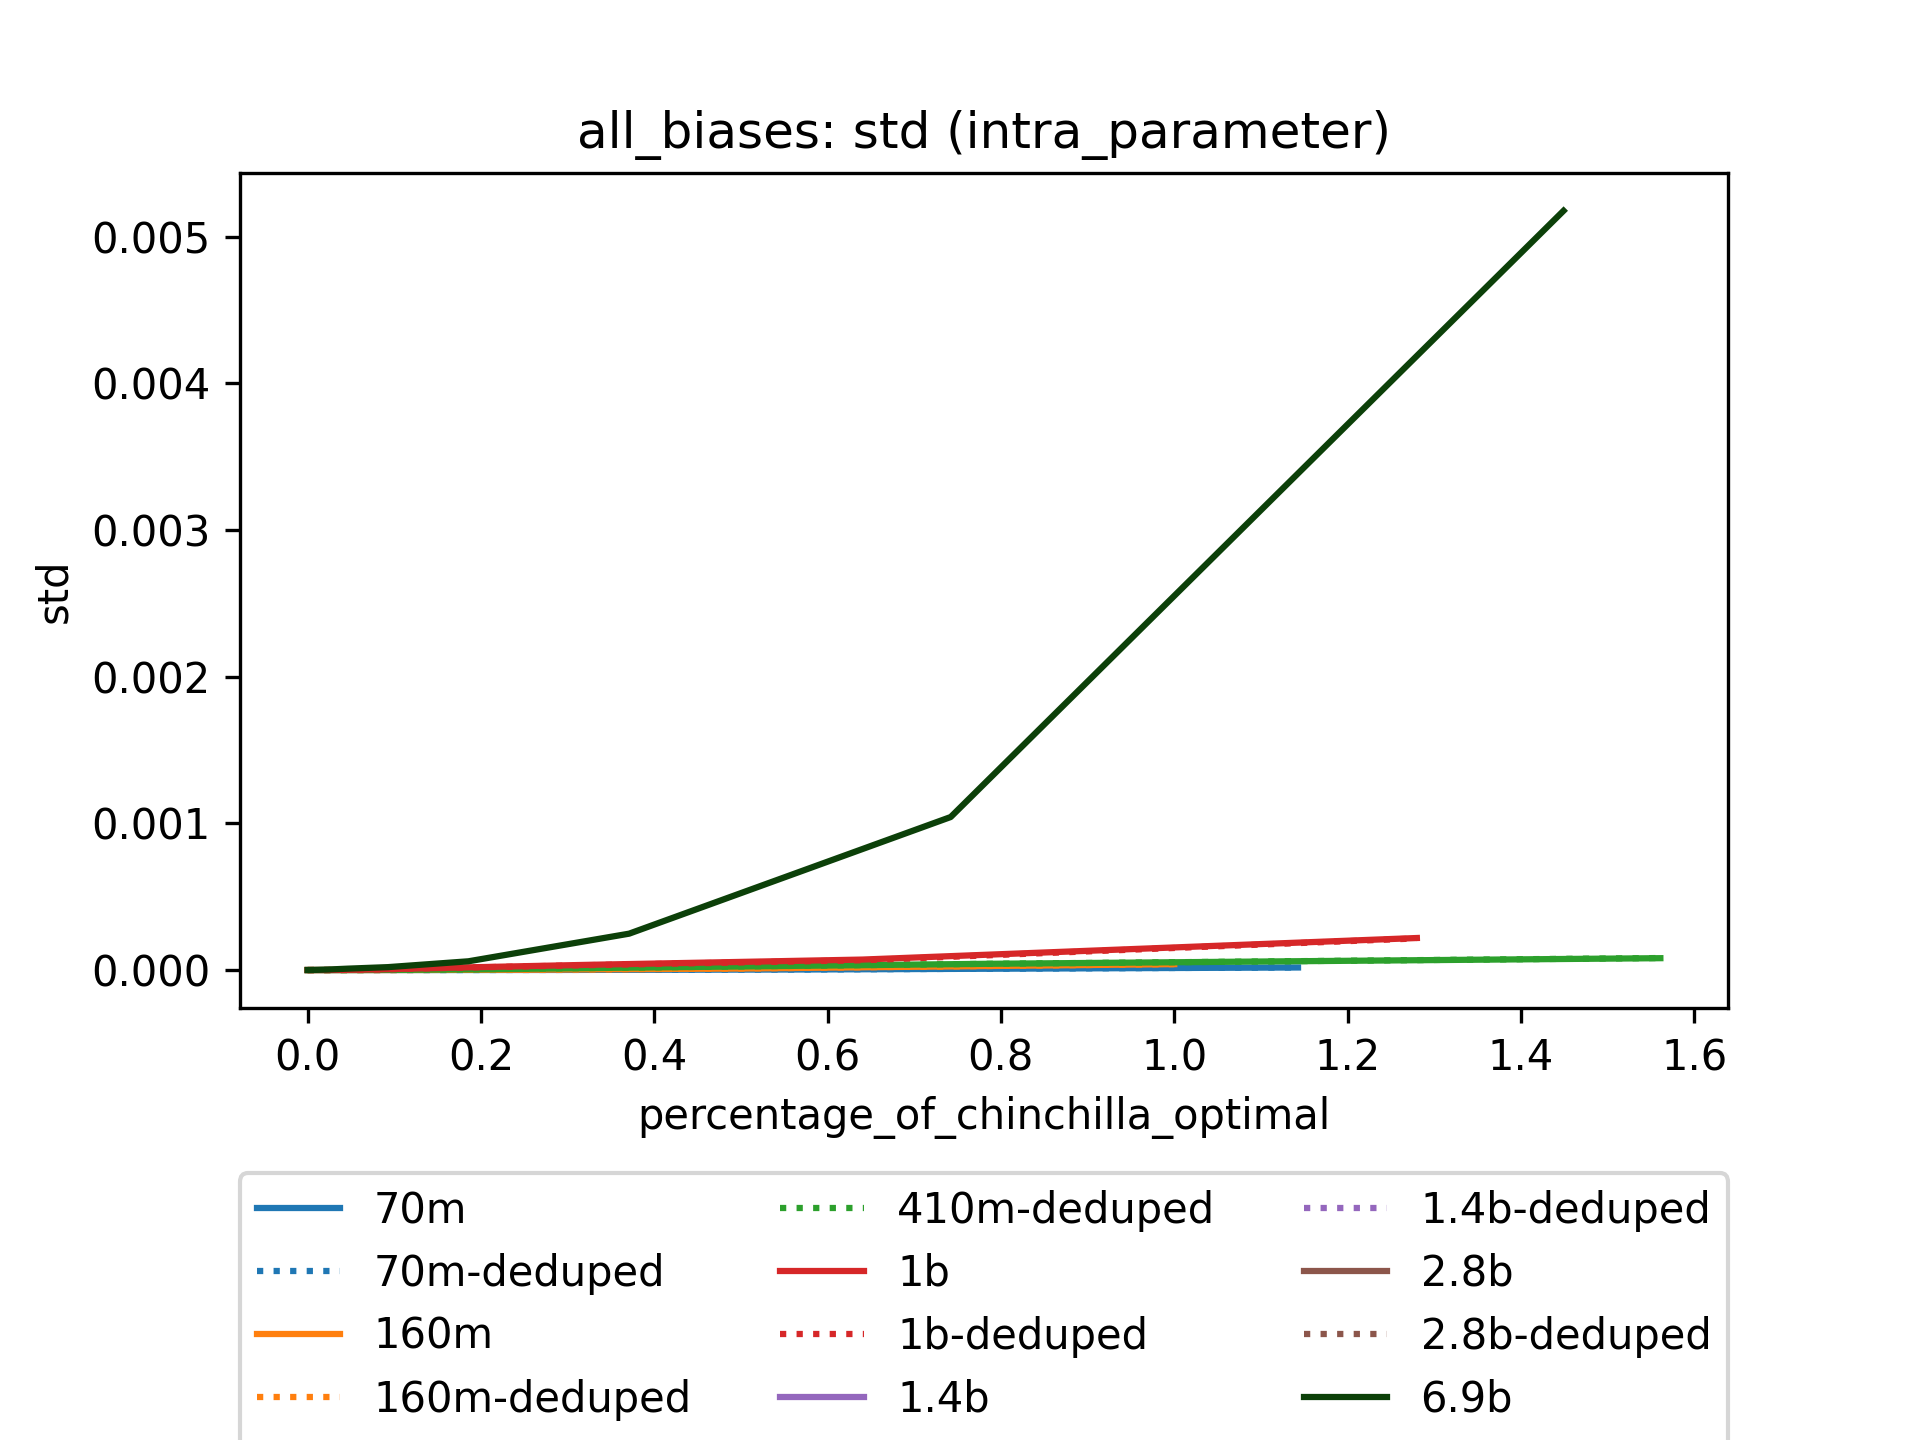 all_biases: std (intra_parameter)
0.005
0.004
0.003
0.002
0.001
0.000
std
0.0 0.2 0.4 0.6 0.8 1.0 1.2 1.4 1.6
percentage_of_chinchilla_optimal
70m
70m-deduped
160m
160m-deduped
410m-deduped
1b
1b-deduped
1.4b
1.4b-deduped
2.8b
2.8b-deduped
6.9b